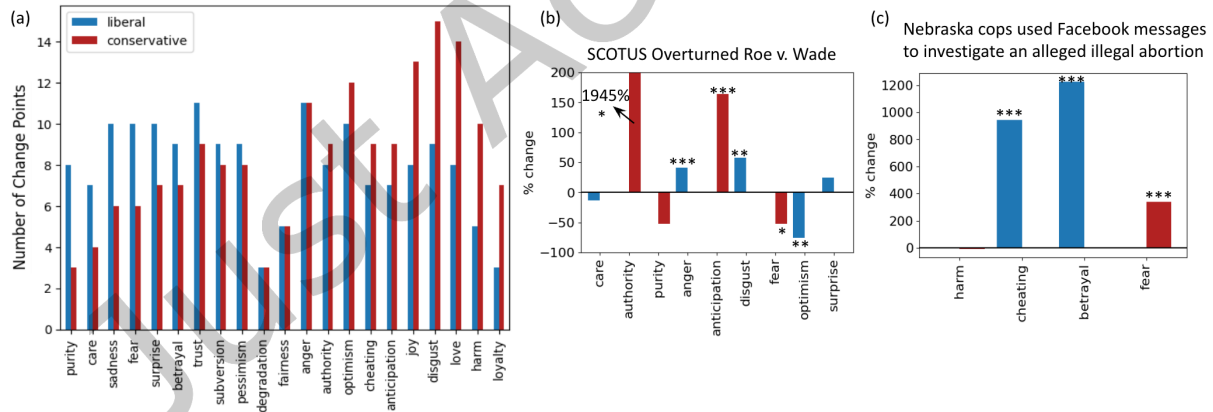 (a)
liberal
conservative
Number of Change Points
14
12
10
8
6
4
2
0
purity
care
sadness
fear
surprise
betrayal
trust
subversion
pessimism
degradation
fairness
anger
authority
optimism
cheating
anticipation
joy
disgust
love
harm
loyalty
(b)
SCOTUS Overturned Roe v. Wade
% change
200
150
100
50
0
−50
−100
1945%
*
***
***
**
*
**
care
authority
purity
anger
anticipation
disgust
fear
optimism
surprise
(c)
Nebraska cops used Facebook messages
to investigate an alleged illegal abortion
% change
1200
1000
800
600
400
200
0
***
***
***
harm
cheating
betrayal
fear
Just Ac